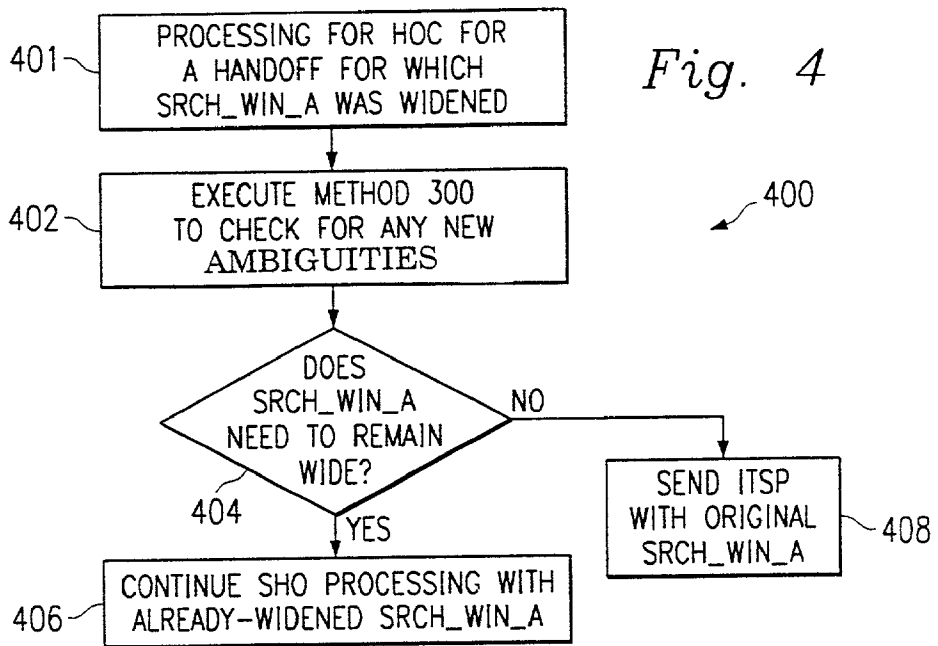 401
PROCESSING FOR HOC FOR
A HANDOFF FOR WHICH
SRCH_WIN_A WAS WIDENED
Fig. 4
402
EXECUTE METHOD 300
TO CHECK FOR ANY NEW
AMBIGUITIES
400
DOES
SRCH_WIN_A
NEED TO REMAIN
WIDE?
NO
404
YES
SEND ITSP
WITH ORIGINAL
SRCH_WIN_A
408
406
CONTINUE SHO PROCESSING WITH
ALREADY-WIDENED SRCH_WIN_A